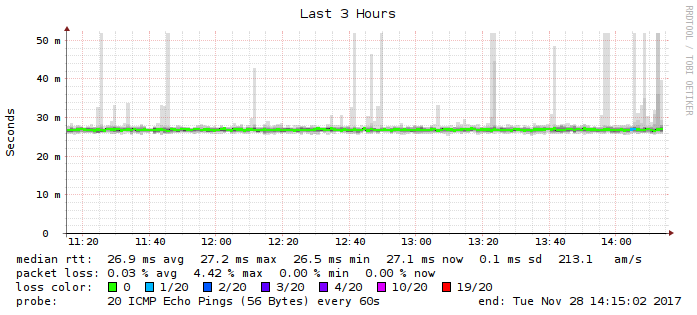 Last 3 Hours
RRDTOOL / TOBI OETIKER
Seconds
50 m
40 m
30 m
20 m
10 m
0
11:20 11:40 12:00 12:20 12:40 13:00 13:20 13:40 14:00
median rtt: 26.9 ms avg 27.2 ms max 26.5 ms min 27.1 ms now 0.1 ms sd 213.1 am/s
packet loss: 0.03 % avg 4.42 % max 0.00 % min 0.00 % now
loss color: 0 1/20 2/20 3/20 4/20 10/20 19/20
probe: 20 ICMP Echo Pings (56 Bytes) every 60s end: Tue Nov 28 14:15:02 2017